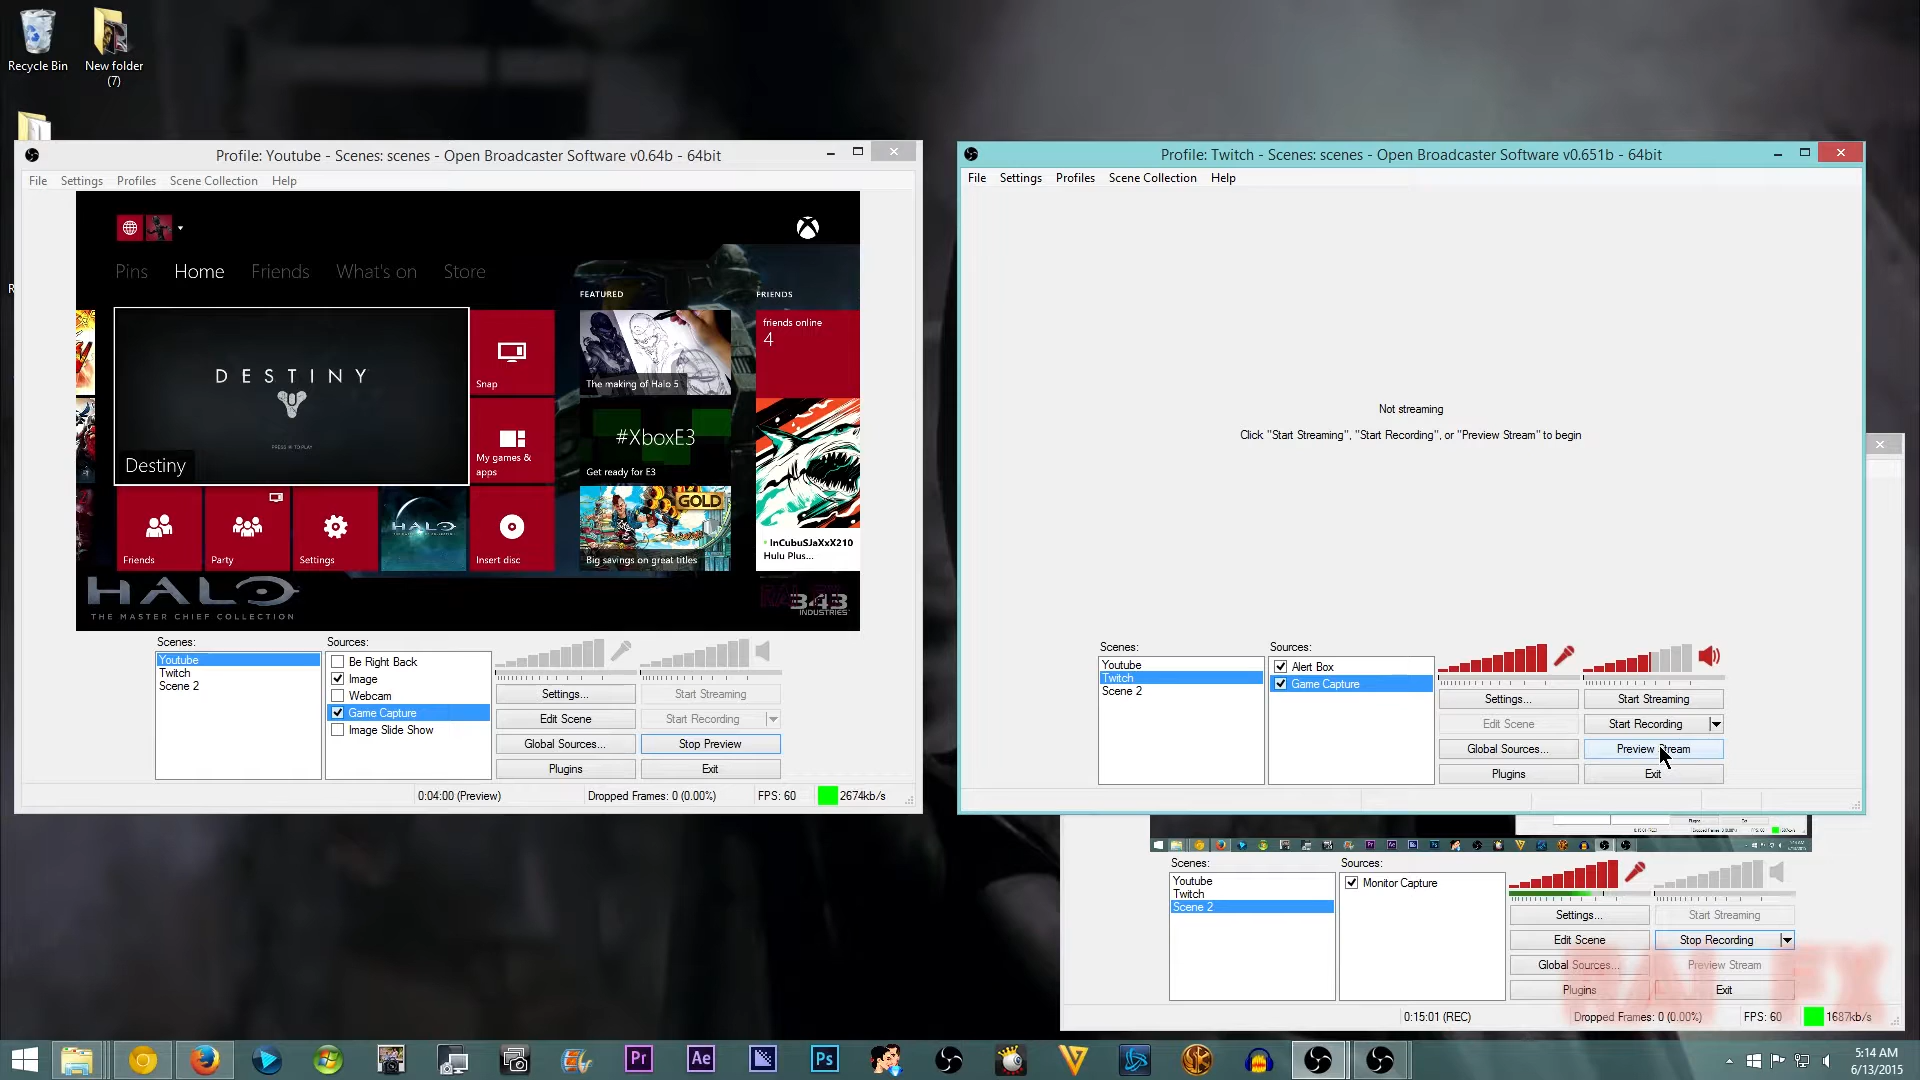 Recycle Bin
New folder
(7)
Profile: Youtube - Scenes: scenes - Open Broadcaster Software v0.64b - 64bit
File Settings Profiles Scene Collection Help
Pins Home Friends What's on Store
FEATURED
FRIENDS
DESTINY
Destiny
Snap
My games &
apps
The making of Halo 5
#XboxE3
Get ready for E3
GOLD
Big savings on great titles
friends online
4
InCubuSJaXxX210
Hulu Plus...
Friends
Party
Settings
HALO
Insert disc
HALO
THE MASTER CHIEF COLLECTION
343
INDUSTRIES
Scenes:
Youtube
Twitch
Scene 2
Sources:
Be Right Back
Image
Webcam
Game Capture
Image Slide Show
Settings...
Start Streaming
Edit Scene
Start Recording
Global Sources...
Stop Preview
Plugins
Exit
0:04:00 (Preview)
Dropped Frames: 0 (0.00%)
FPS: 60
2674kb/s
Profile: Twitch - Scenes: scenes - Open Broadcaster Software v0.651b - 64bit
File Settings Profiles Scene Collection Help
Not streaming
Click "Start Streaming", "Start Recording", or "Preview Stream" to begin
Scenes:
Youtube
Twitch
Scene 2
Sources:
Alert Box
Game Capture
Settings...
Start Streaming
Edit Scene
Start Recording
Global Sources...
Preview Stream
Plugins
Exit
Scenes:
Youtube
Twitch
Scene 2
Sources:
Monitor Capture
Settings...
Start Streaming
Edit Scene
Stop Recording
Global Sources...
Preview Stream
Plugins
Exit
0:15:01 (REC)
Dropped Frames: 0 (0.00%)
FPS: 60
1687kb/s
Pr
Ae
Ps
5:14 AM
6/13/2015